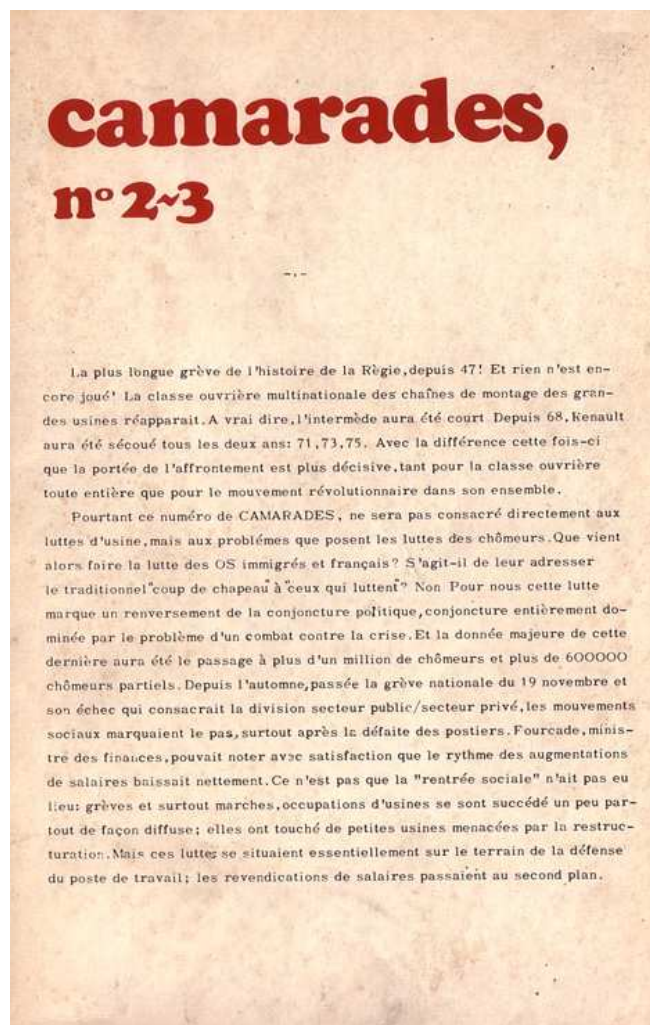 camarades,
nº 2~3
-,-
La plus longue grève de l'histoire de la Règie,depuis 47! Et rien n'est en-
core joué! La classe ouvrière multinationale des chaînes de montage des gran-
des usines réapparait.A vrai dire,l'intermède aura été court Depuis 68,Renault
aura été sécoué tous les deux ans: 71,73,75. Avec la différence cette fois-ci
que la portée de l'affrontement est plus décisive,tant pour la classe ouvrière
toute entière que pour le mouvement révolutionnaire dans son ensemble.
Pourtant ce numéro de CAMARADES, ne sera pas consacré directement aux
luttes d'usine,mais aux problémes que posent les luttes des chômeurs.Que vient
alors faire la lutte des OS immigrés et français? S'agit-il de leur adresser
le traditionnel"coup de chapeau à"ceux qui luttent"? Non Pour nous cette lutte
marque un renversement de la conjoncture politique,conjoncture entièrement do-
minée par le problème d'un combat contre la crise.Et la donnée majeure de cette
dernière aura été le passage à plus d'un million de chômeurs et plus de 600000
chômeurs partiels.Depuis l'automne,passée la grève nationale du 19 novembre et
son échec qui consacrait la division secteur public/secteur privé,les mouvements
sociaux marquaient le pas,surtout après la défaite des postiers.Fourcade,minis-
tre des finances,pouvait noter avec satisfaction que le rythme des augmentations
de salaires baissait nettement.Ce n'est pas que la "rentrée sociale" n'ait pas eu
lieu: grèves et surtout marches,occupations d'usines se sont succédé un peu par-
tout de façon diffuse; elles ont touché de petites usines menacées par la restruc-
turation.Mais ces luttes se situaient essentiellement sur le terrain de la défense
du poste de travail; les revendications de salaires passaient au second plan.